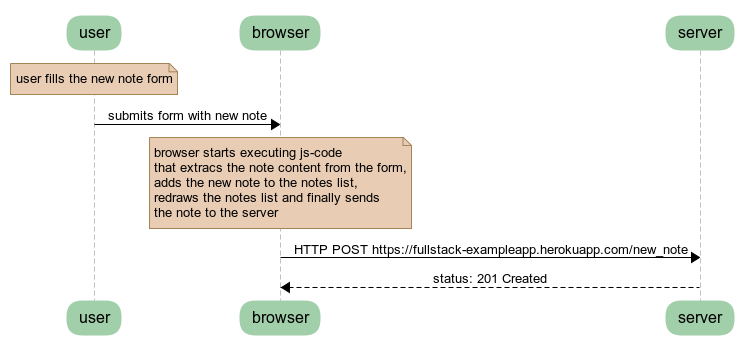 user
browser
server
user fills the new note form
submits form with new note
browser starts executing js-code
that extracs the note content from the form,
adds the new note to the notes list,
redraws the notes list and finally sends
the note to the server
HTTP POST https://fullstack-exampleapp.herokuapp.com/new_note
status: 201 Created
user
browser
server